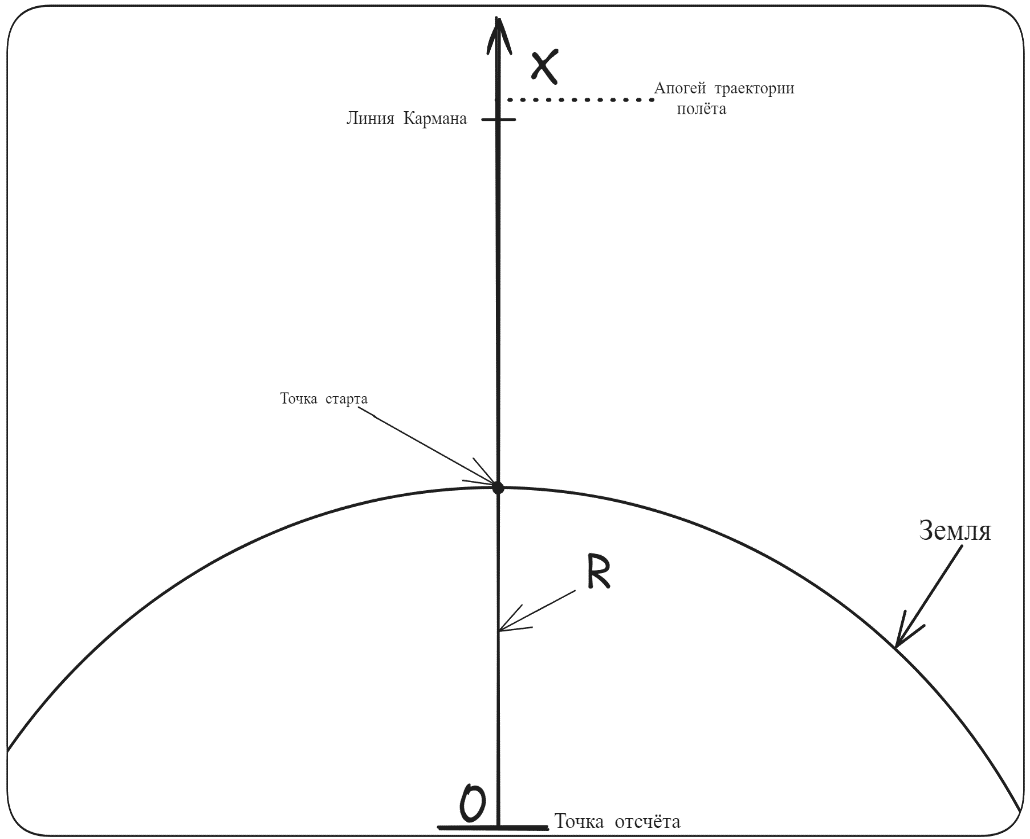 X
Апогей траектории
полёта
Линия Кармана
Точка старта
Земля
R
O
Точка отсчёта